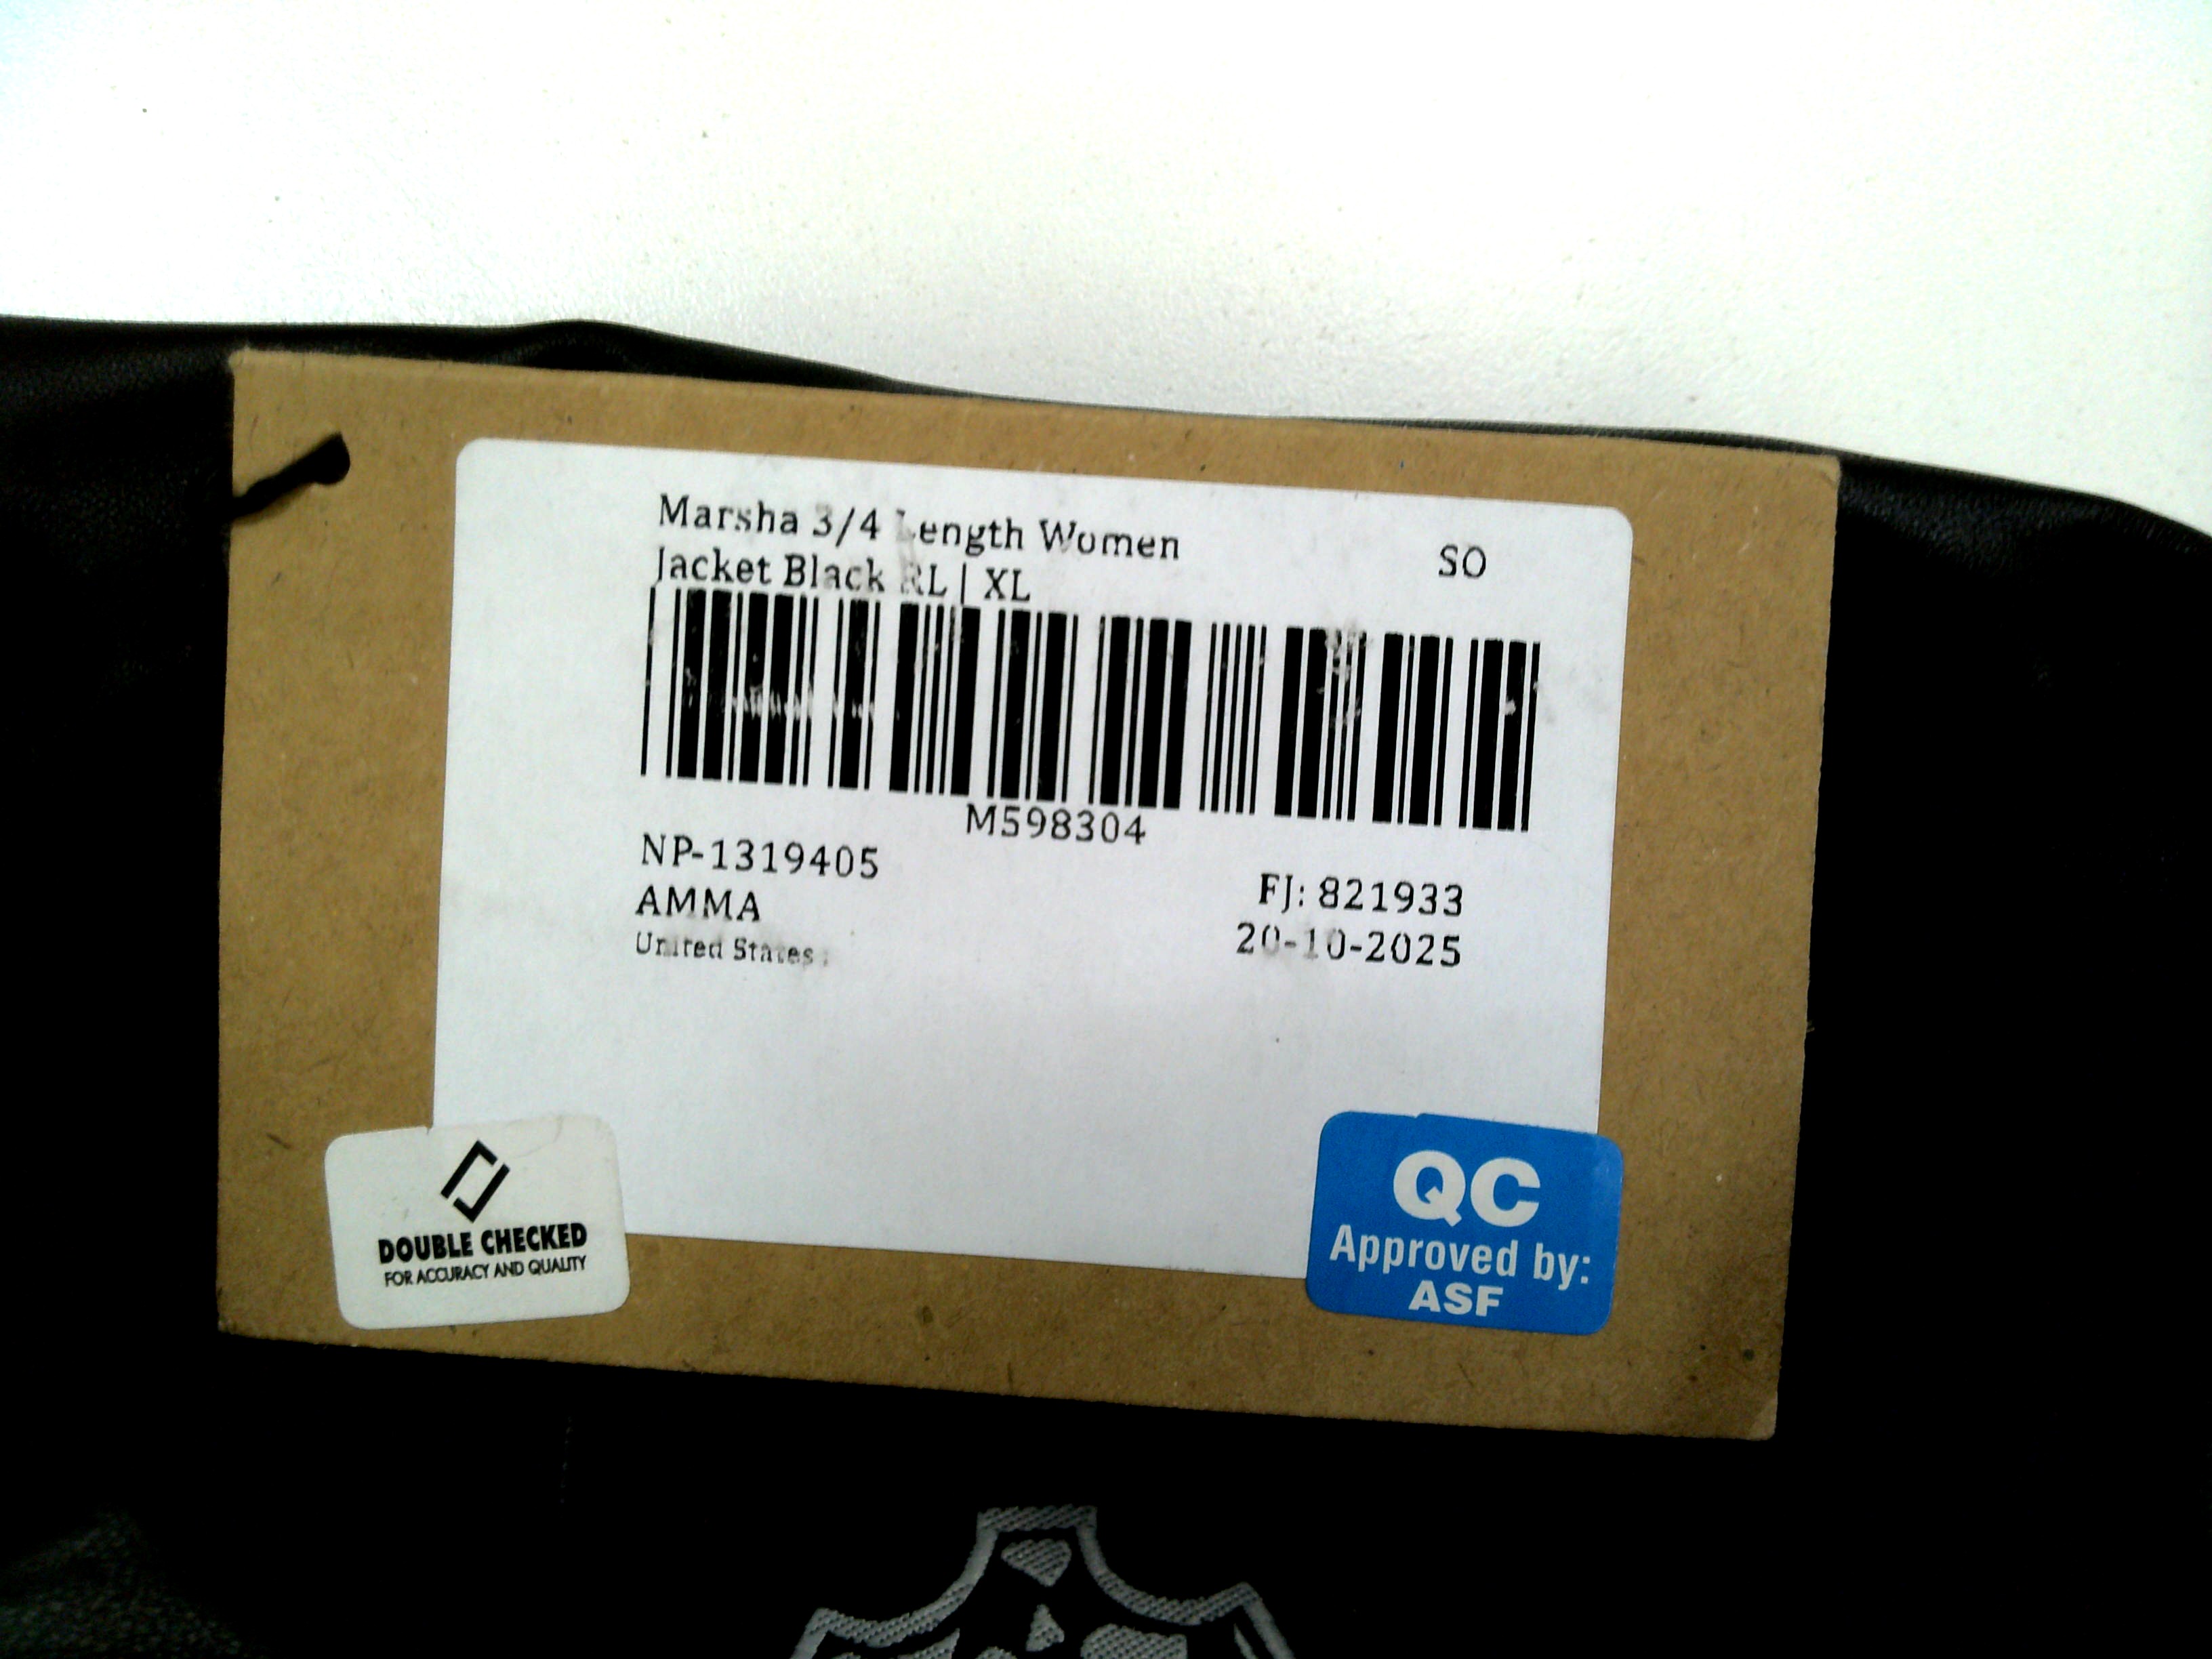 Marsha 3/4 Length Women
Jacket Black RL | XL
SO
M598304
NP-1319405
AMMA
United States
FJ: 821933
20-10-2025
DOUBLE CHECKED
FOR ACCURACY AND QUALITY
QC
Approved by:
ASF